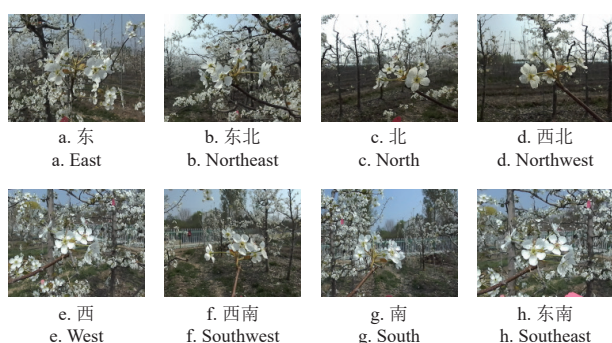 a. 东
a. East
b. 东北
b. Northeast
c. 北
c. North
d. 西北
d. Northwest
e. 西
e. West
f. 西南
f. Southwest
g. 南
g. South
h. 东南
h. Southeast